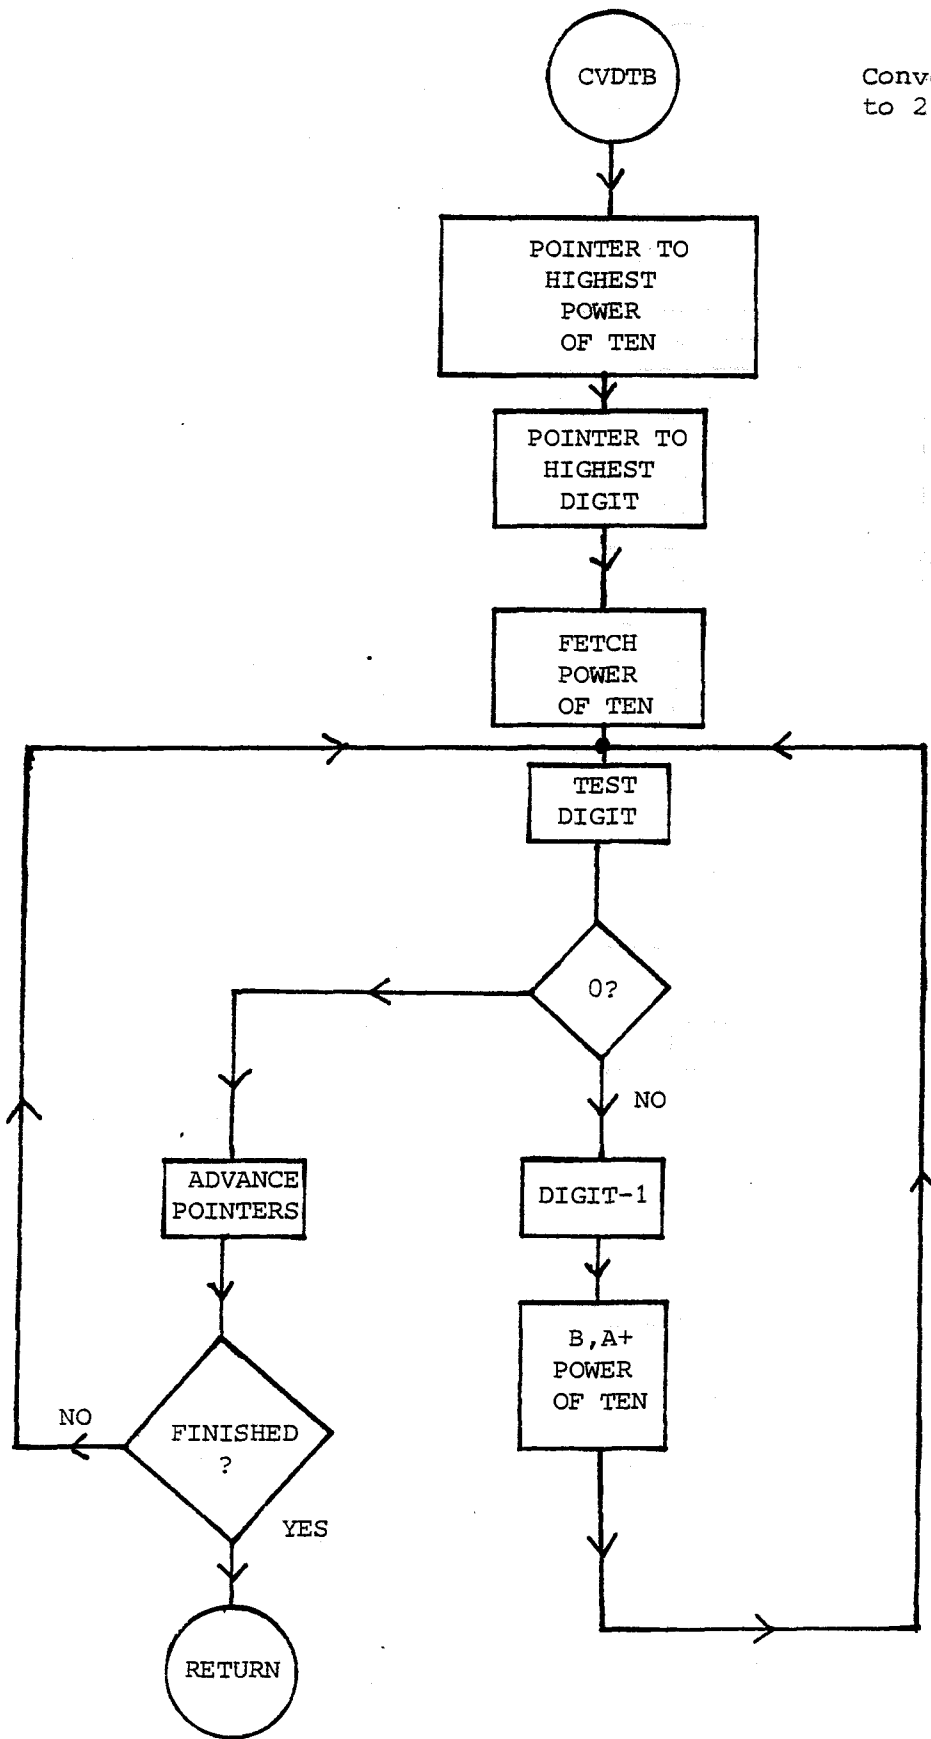 CVDTB
to 2
POINTER TO
HIGHEST
POWER
OF TEN
POINTER TO
HIGHEST
DIGIT
FETCH
POWER
OF TEN
TEST
DIGIT
0?
NO
ADVANCE
POINTERS
DIGIT-1
B,A+
POWER
OF TEN
NO
FINISHED
?
YES
RETURN